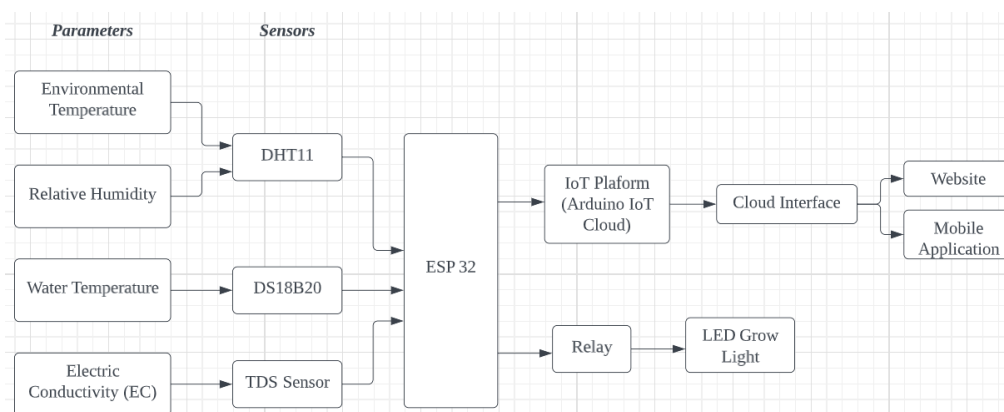 Parameters
Sensors
Environmental
Temperature
Relative Humidity
Water Temperature
Electric
Conductivity (EC)
DHT11
DS18B20
TDS Sensor
ESP 32
IoT Plaform
(Arduino IoT
Cloud)
Cloud Interface
Website
Mobile
Application
Relay
LED Grow
Light